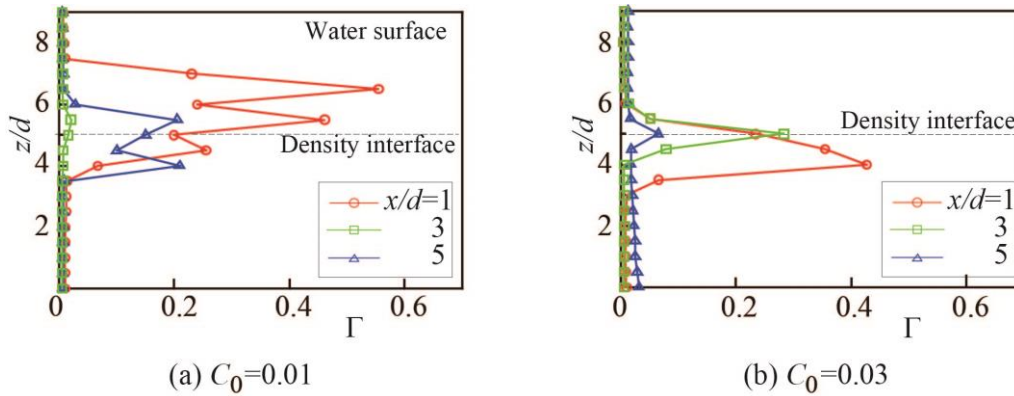 8
6
4
2
0
0.2
0.4
0.6
z/d
Γ
Water surface
Density interface
x/d=1
3
5
(a) C0=0.01
8
6
4
2
0
0.2
0.4
0.6
z/d
Γ
Density interface
x/d=1
3
5
(b) C0=0.03